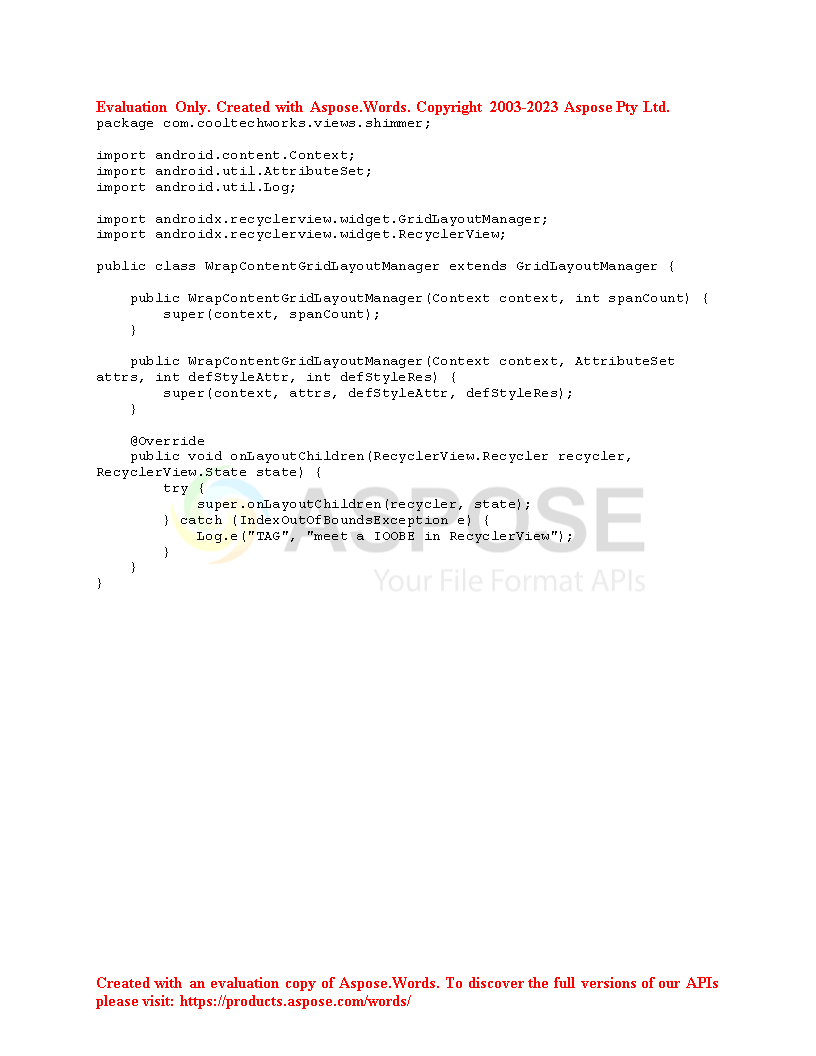 Evaluation Only. Created with Aspose.Words. Copyright 2003-2023 Aspose Pty Ltd.
package com.cooltechworks.views.shimmer;

import android.content.Context;
import android.util.AttributeSet;
import android.util.Log;

import androidx.recyclerview.widget.GridLayoutManager;
import androidx.recyclerview.widget.RecyclerView;

public class WrapContentGridLayoutManager extends GridLayoutManager {

    public WrapContentGridLayoutManager(Context context, int spanCount) {
        super(context, spanCount);
    }

    public WrapContentGridLayoutManager(Context context, AttributeSet
attrs, int defStyleAttr, int defStyleRes) {
        super(context, attrs, defStyleAttr, defStyleRes);
    }

    @Override
    public void onLayoutChildren(RecyclerView.Recycler recycler,
RecyclerView.State state) {
        try {
            super.onLayoutChildren(recycler, state);
        } catch (IndexOutOfBoundsException e) {
            Log.e("TAG", "meet a IOOBE in RecyclerView");
        }
    }
}
ASPOSE
Your File Format APIs
Created with an evaluation copy of Aspose.Words. To discover the full versions of our APIs
please visit: https://products.aspose.com/words/